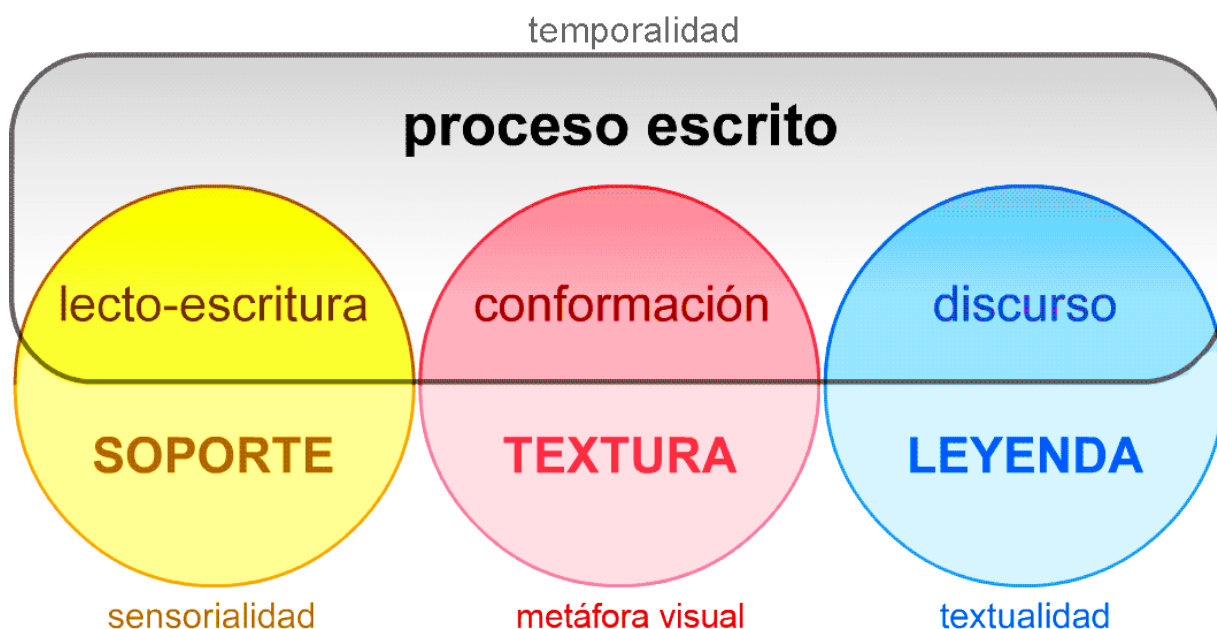 temporalidad
proceso escrito
lecto-escritura conformación discurso
SOPORTE TEXTURA LEYENDA
sensorialidad metáfora visual textualidad